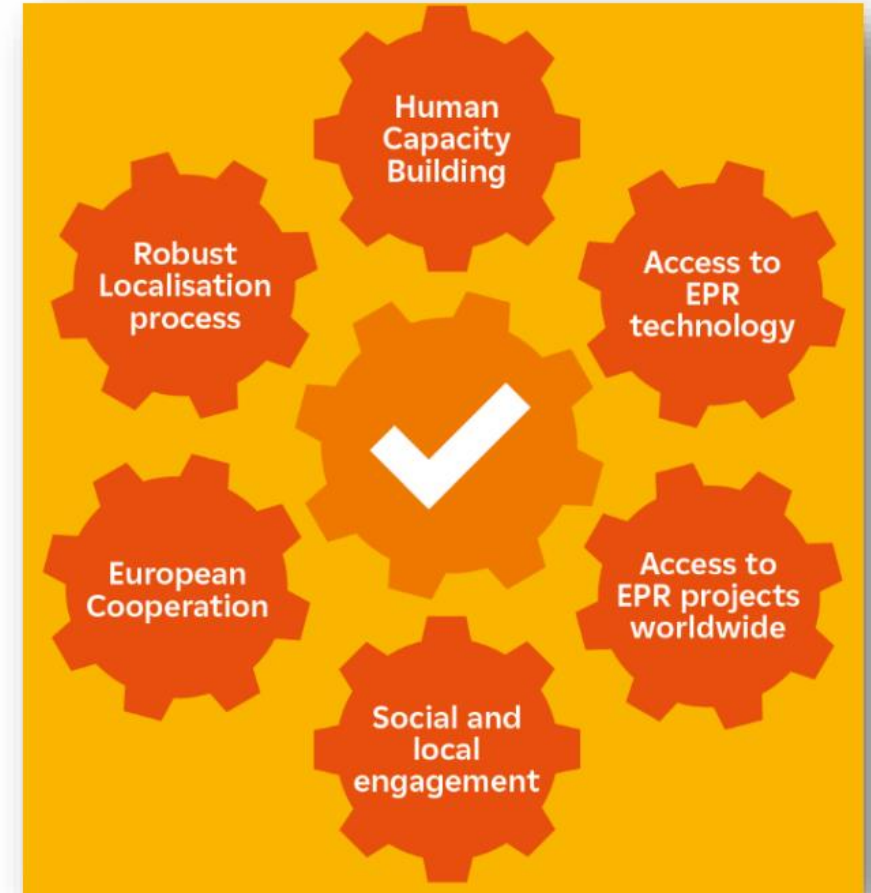 Human
Capacity
Building
Robust
Localisation
process
Access to
EPR
technology
European
Cooperation
Access to
EPR projects
worldwide
Social and
local
engagement